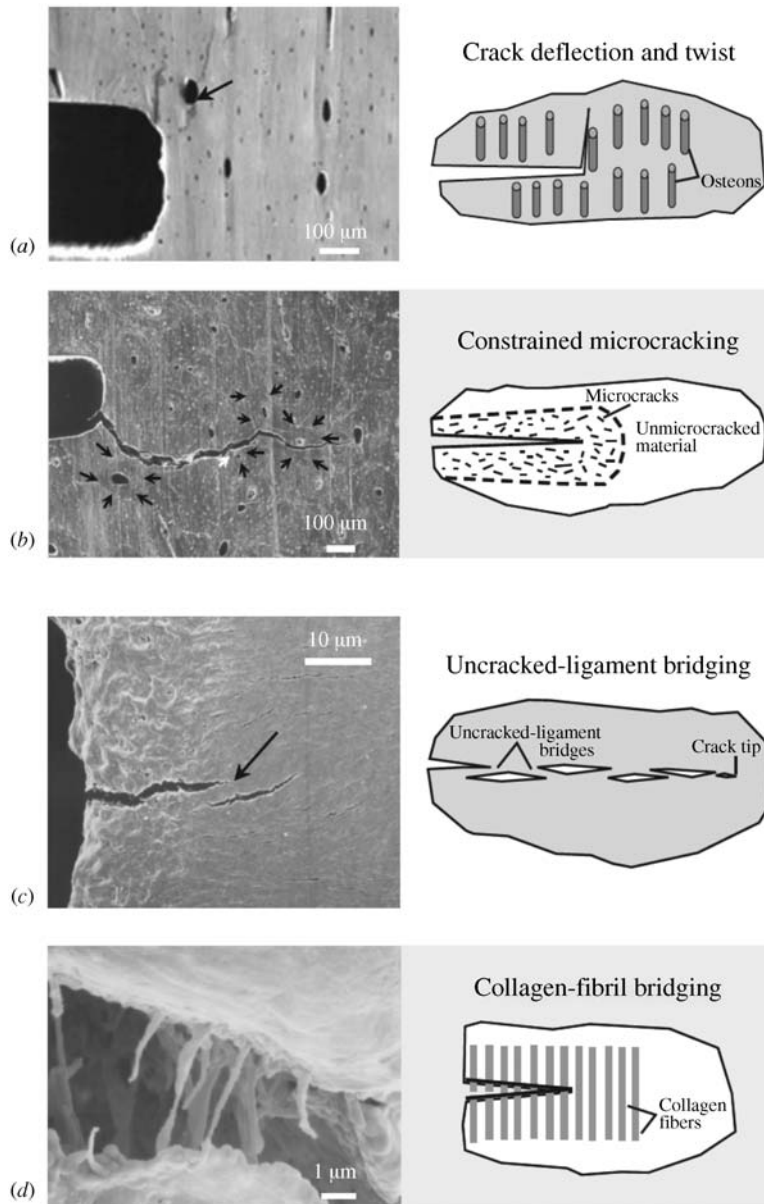 Crack deflection and twist
Osteons
100 μm
(a)
Constrained microcracking
Microcracks
Unmicrocracked
material
100 μm
(b)
10 μm
Uncracked-ligament bridging
Uncracked-ligament
bridges
Crack tip
(c)
Collagen-fibril bridging
Collagen
fibers
1 μm
(d)